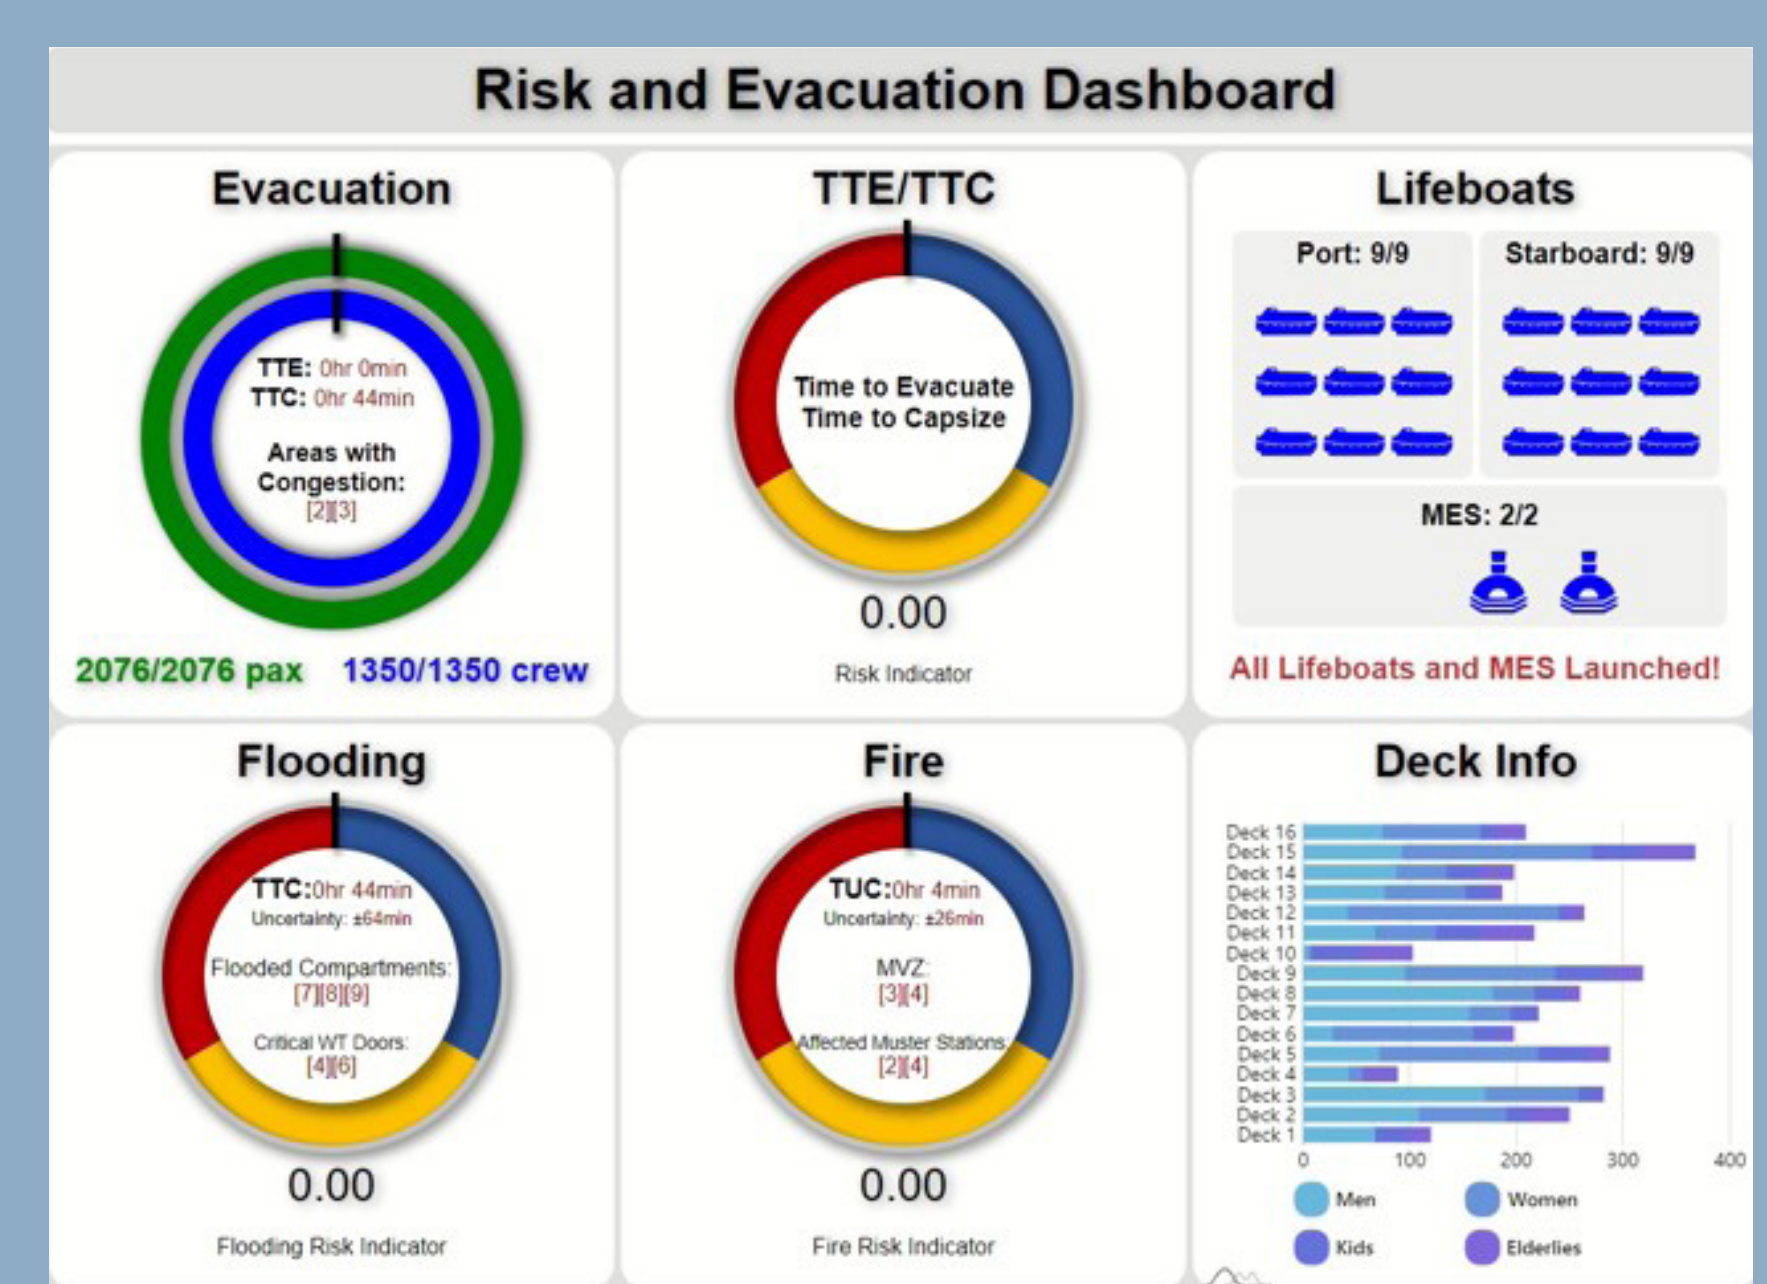 Risk and Evacuation Dashboard
Evacuation
TTE: 0hr 0min
TTC: 0hr 44min
Areas with
Congestion:
[2][3]
2076/2076 pax 1350/1350 crew
TTE/TTC
Time to Evacuate
Time to Capsize
0.00
Risk Indicator
Lifeboats
Port: 9/9
Starboard: 9/9
MES: 2/2
All Lifeboats and MES Launched!
Flooding
TTC:0hr 44min
Uncertainty: ±64min
Flooded Compartments:
[7][8][9]
Critical WT Doors:
[4][6]
0.00
Flooding Risk Indicator
Fire
TUC:0hr 4min
Uncertainty: ±26min
MVZ:
[3][4]
Affected Muster Stations:
[2][4]
0.00
Fire Risk Indicator
Deck Info
Deck 16
Deck 15
Deck 14
Deck 13
Deck 12
Deck 11
Deck 10
Deck 9
Deck 8
Deck 7
Deck 6
Deck 5
Deck 4
Deck 3
Deck 2
Deck 1
0 100 200 300 400
Men Women
Kids Elderlies